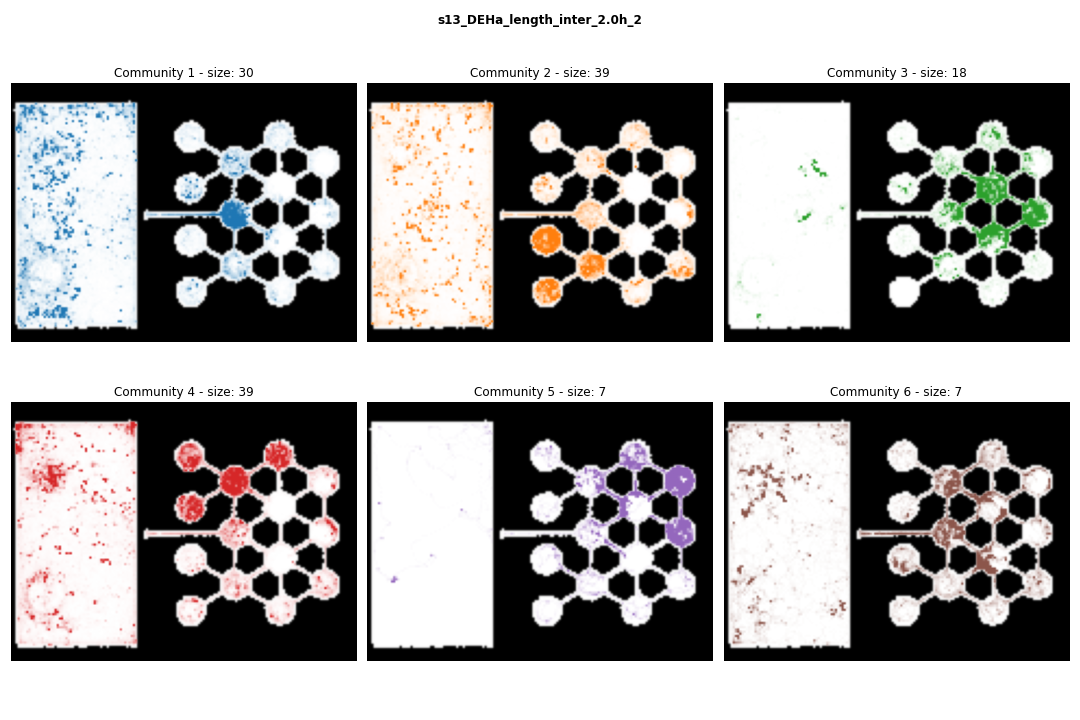 s13_DEHa_length_inter_2.0h_2
Community 1 - size: 30
Community 2 - size: 39
Community 3 - size: 18
Community 4 - size: 39
Community 5 - size: 7
Community 6 - size: 7